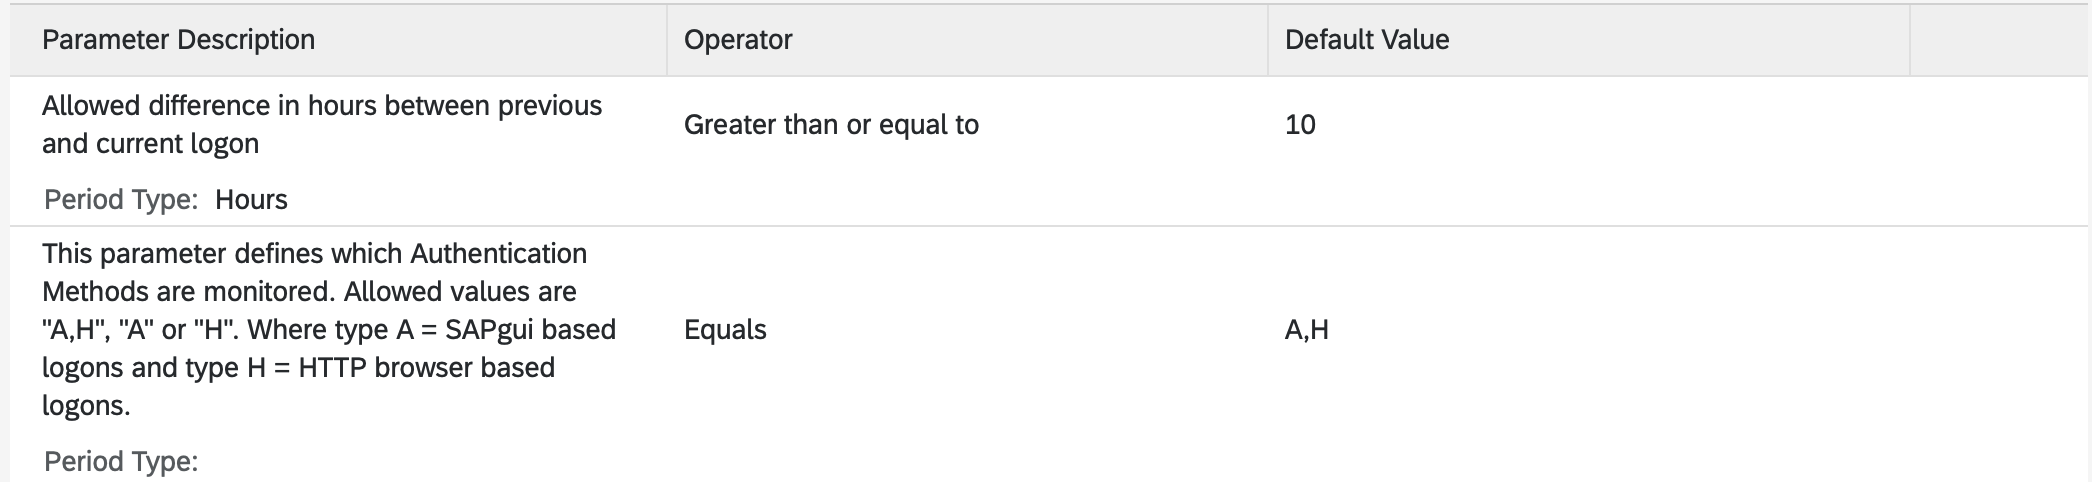 Parameter Description
Operator
Default Value
Allowed difference in hours between previous
and current logon
Greater than or equal to
10
Period Type: Hours
This parameter defines which Authentication
Methods are monitored. Allowed values are
"A,H", "A" or "H". Where type A = SAPgui based
logons and type H = HTTP browser based
logons.
Equals
A,H
Period Type: